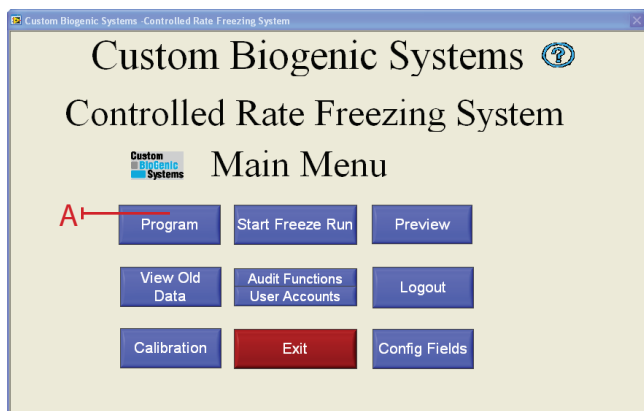 Custom Biogenic Systems -Controlled Rate Freezing System
Custom Biogenic Systems ?
Controlled Rate Freezing System
Custom
BioGenic
Systems
Main Menu
A
Program
Start Freeze Run
Preview
View Old
Data
Audit Functions
User Accounts
Logout
Calibration
Exit
Config Fields